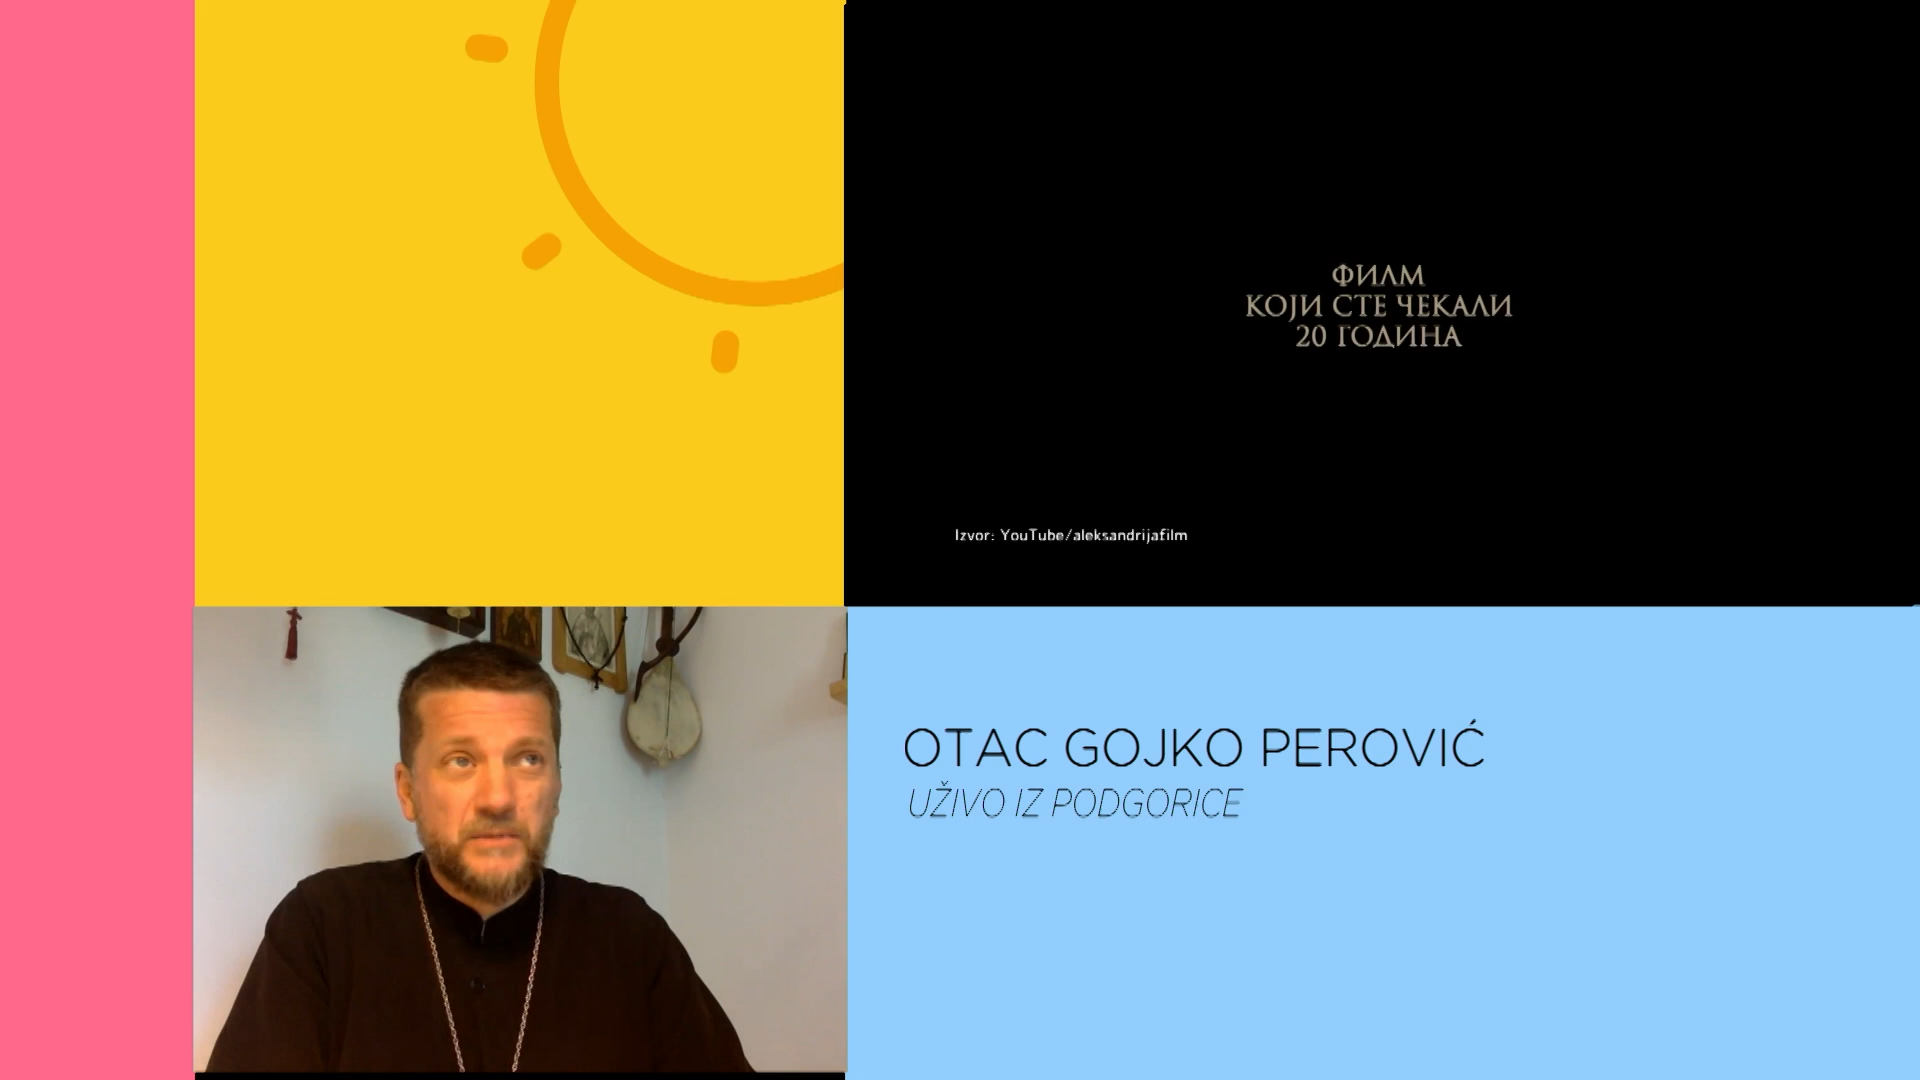 ФИЛМ
КОЈИ СТЕ ЧЕКАЛИ
20 ГОДИНА
Izvor: YouTube/aleksandrijafilm
OTAC GOJKO PEROVIĆ
UŽIVO IZ PODGORICE